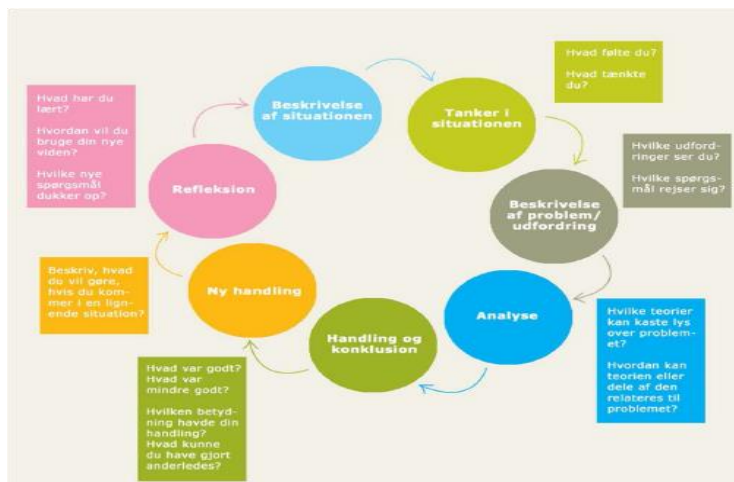 Beskrivelse
af situationen
Hvad følte du?
Hvad tænkte
du?
Tanker i
situationen
Hvilke udford-
ringer ser du?
Hvilke spørgs-
mål rejser sig?
Beskrivelse
af problem/
udfordring
Hvilke teorier
kan kaste lys
over problem-
et?
Hvordan kan
teorien eller
dele af den
relateres til
problemet?
Analyse
Handling og
konklusion
Hvad var godt?
Hvad var
mindre godt?
Hvilken betyd-
ning havde din
handling?
Hvad kunne
du have gjort
anderledes?
Ny handling
Beskriv, hvad
du vil gøre,
hvis du kom-
mer i en lign-
ende situation?
Refleksion
Hvad har du
lært?
Hvordan vil du
bruge din nye
viden?
Hvilke nye
spørgsmål
dukker op?